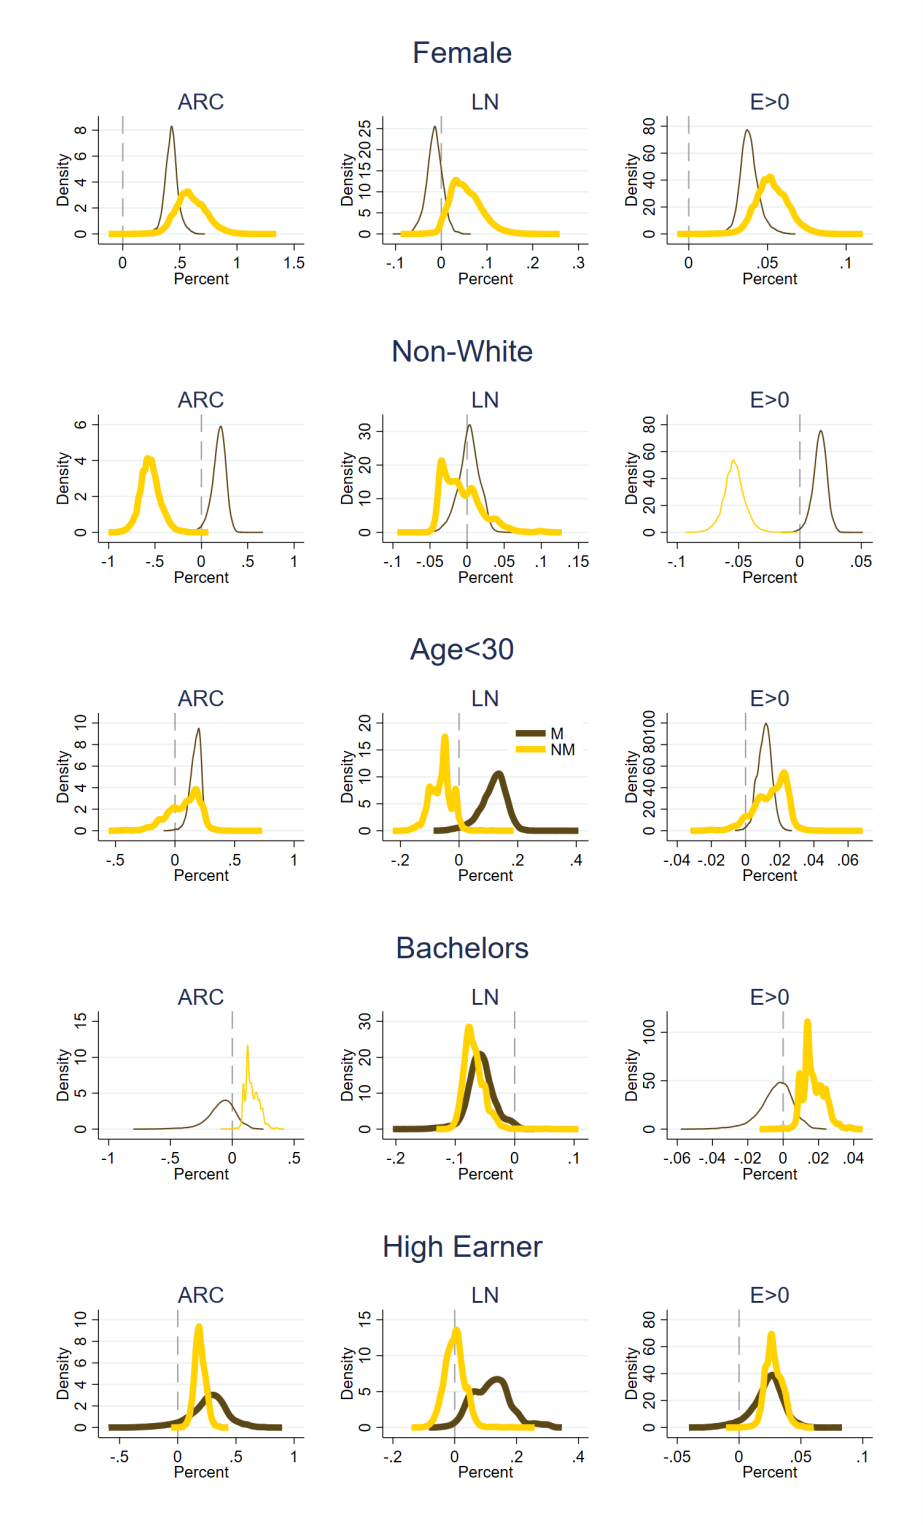 Female
ARC LN E>0
Density 0 2 4 6 8
Density 0 5 10 15 20 25
Density 0 20 40 60 80
0 .5 1 1.5
-.1 0 .1 .2 .3
0 .05 .1
Percent Percent Percent
Non-White
ARC LN E>0
Density 0 2 4 6
Density 0 10 20 30
Density 0 20 40 60 80
-1 -.5 0 .5 1
-.1 -.05 0 .05 .1 .15
-.1 -.05 0 .05
Percent Percent Percent
Age<30
ARC LN E>0
Density 0 2 4 6 8 10
Density 0 5 10 15 20
M
NM
Density 0 20 40 60 80 100
-.5 0 .5 1
-.2 0 .2 .4
-.04 -.02 0 .02 .04 .06
Percent Percent Percent
Bachelors
ARC LN E>0
Density 0 5 10 15
Density 0 10 20 30
Density 0 50 100
-1 -.5 0 .5
-.2 -.1 0 .1
-.06 -.04 -.02 0 .02 .04
Percent Percent Percent
High Earner
ARC LN E>0
Density 0 2 4 6 8 10
Density 0 5 10 15
Density 0 20 40 60 80
-.5 0 .5 1
-.2 0 .2 .4
-.05 0 .05 .1
Percent Percent Percent